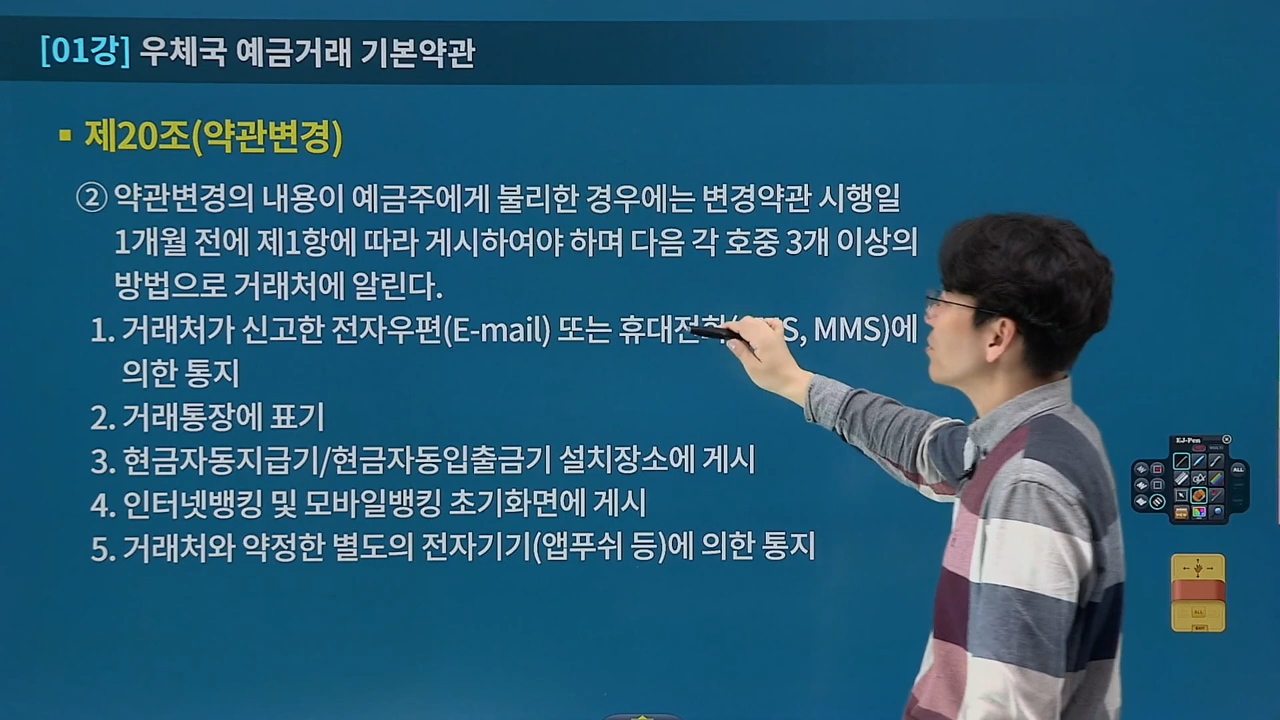 [01강] 우체국 예금거래 기본약관
▪ 제20조(약관변경)
② 약관변경의 내용이 예금주에게 불리한 경우에는 변경약관 시행일
1개월 전에 제1항에 따라 게시하여야 하며 다음 각 호중 3개 이상의
방법으로 거래처에 알린다.
1. 거래처가 신고한 전자우편(E-mail) 또는 휴대전화( S, MMS)에
의한 통지
2. 거래통장에 표기
3. 현금자동지급기/현금자동입출금기 설치장소에 게시
4. 인터넷뱅킹 및 모바일뱅킹 초기화면에 게시
5. 거래처와 약정한 별도의 전자기기(앱푸쉬 등)에 의한 통지
EJ-Pen
ALL
ALL